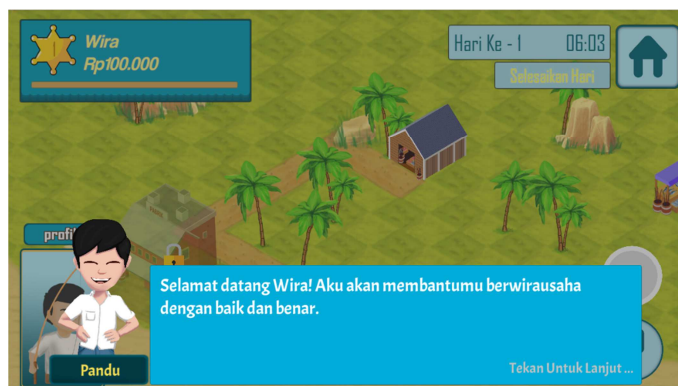 Wira
Rp100.000
Hari Ke - 1 06:03
Selesaikan Hari
profi
Selamat datang Wira! Aku akan membantumu berwirausaha
dengan baik dan benar.
Pandu
Tekan Untuk Lanjut ...